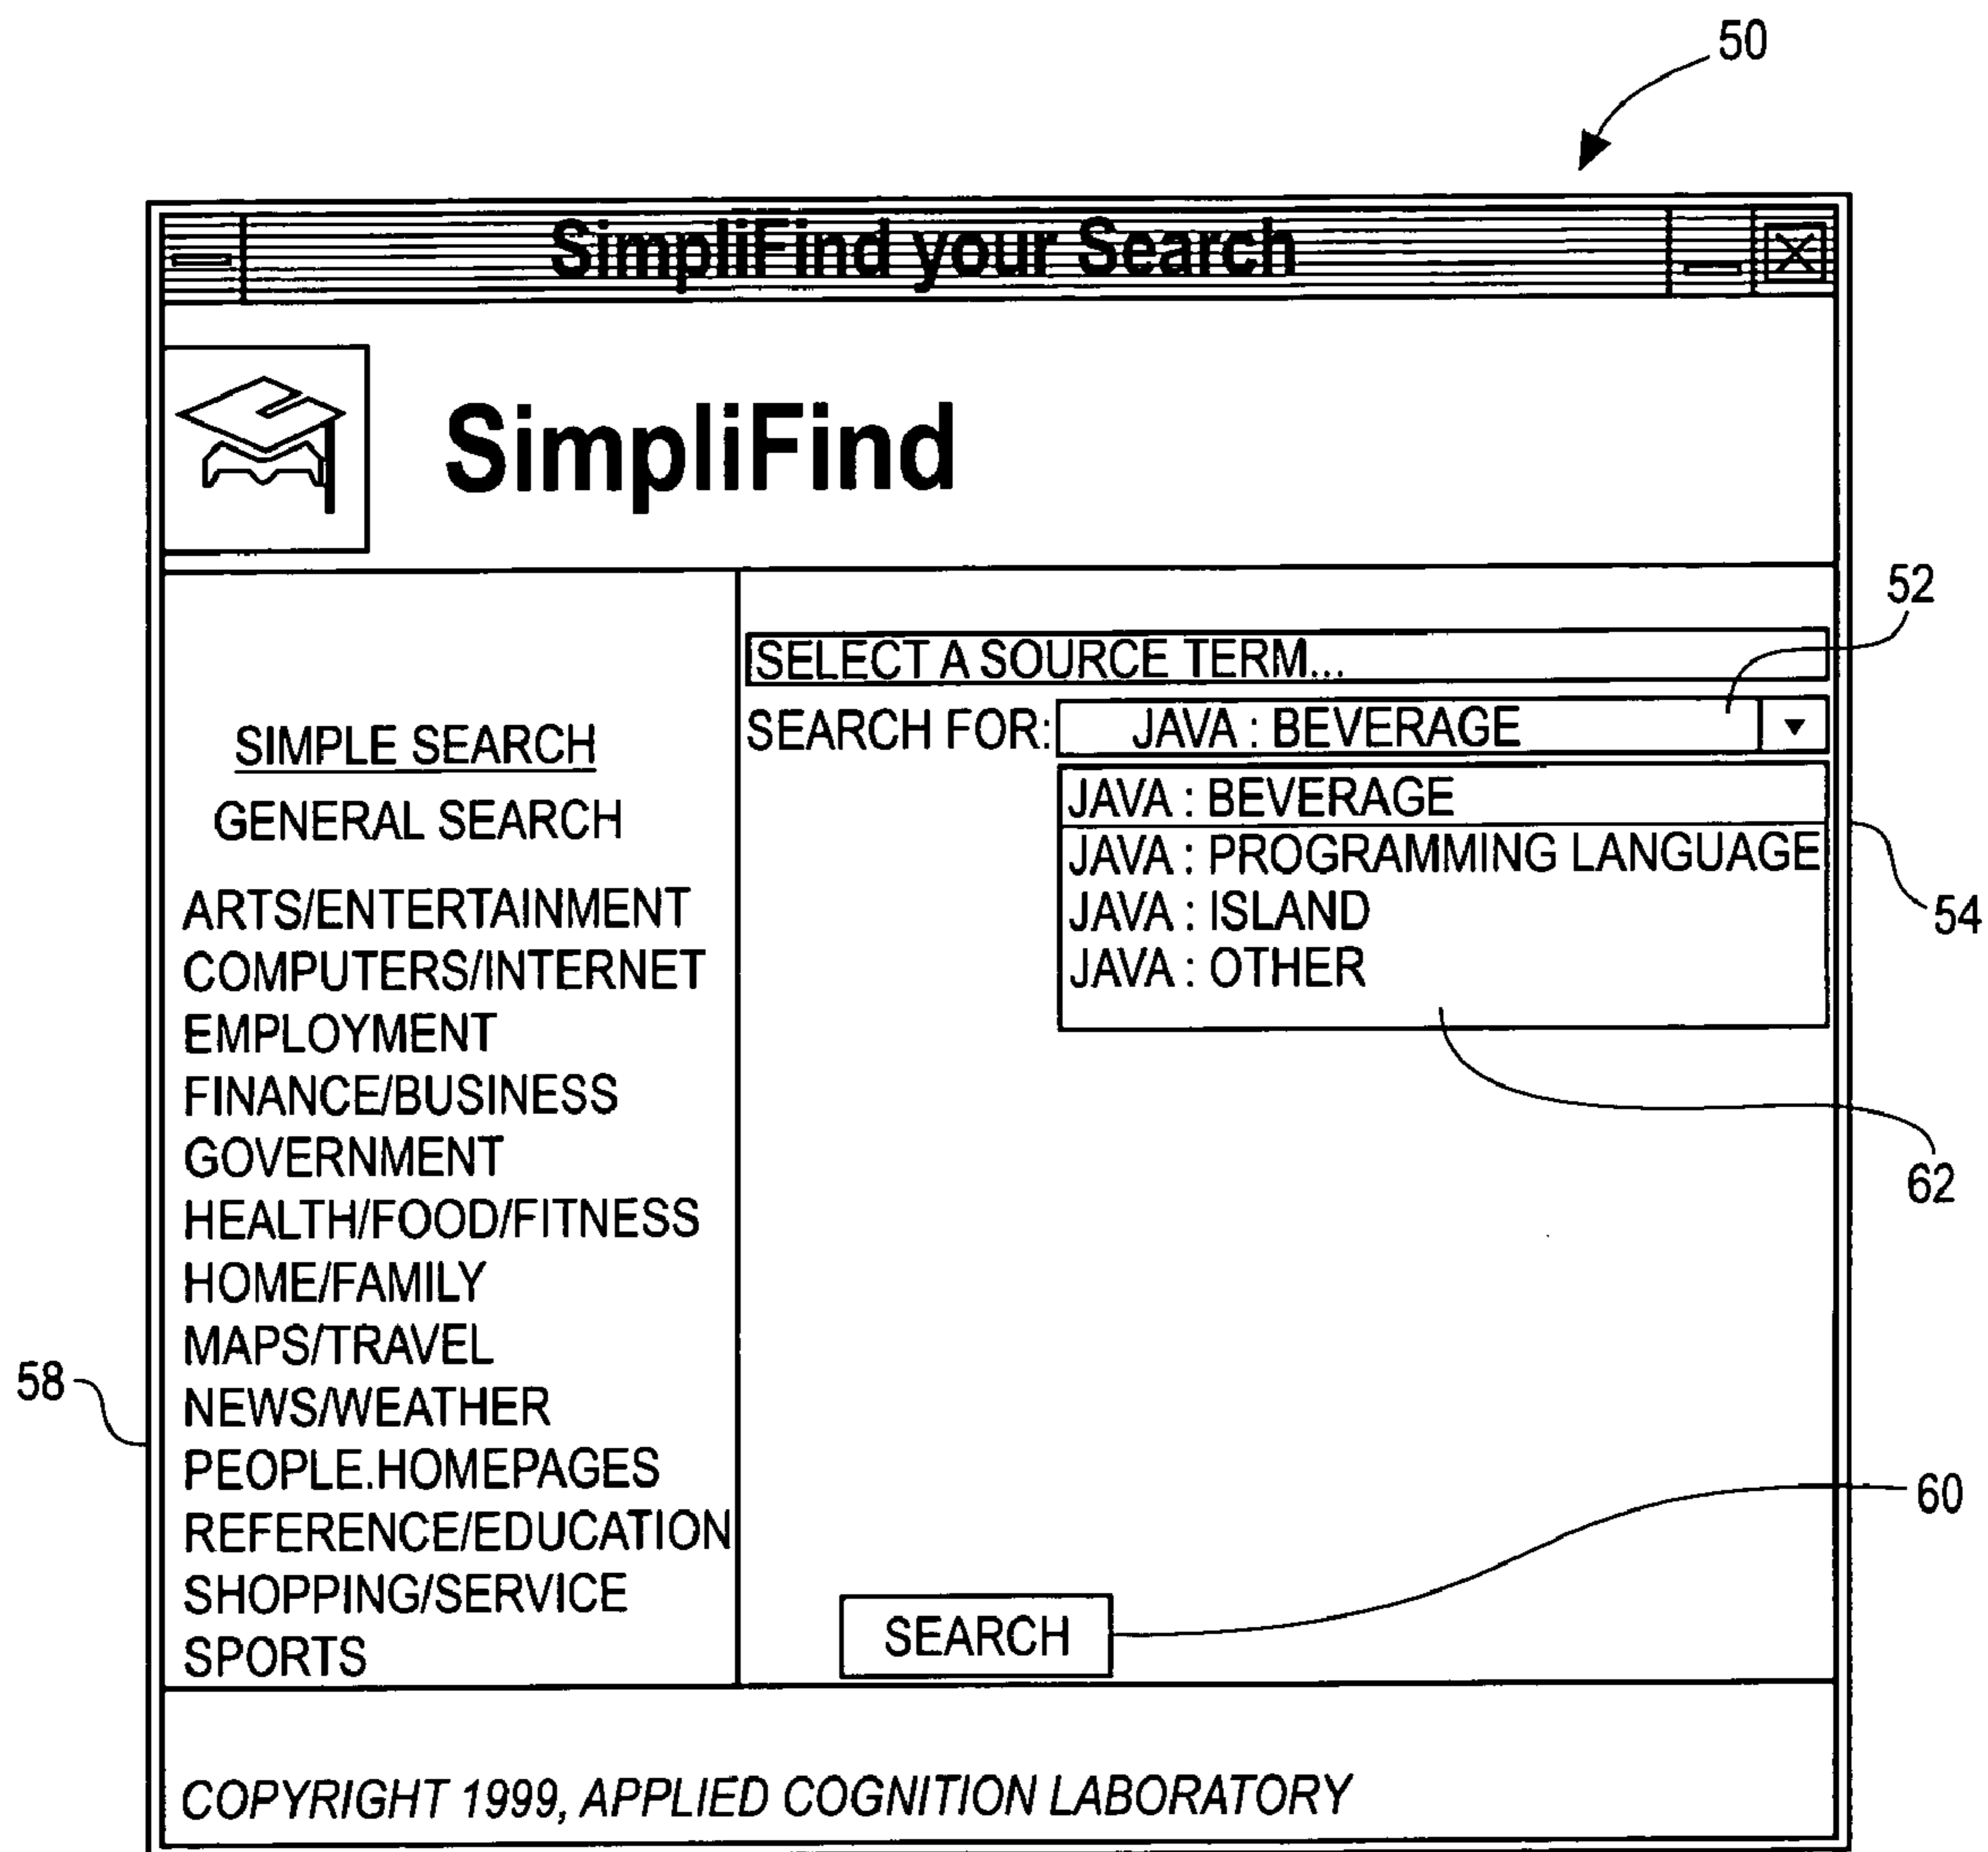 50
SimpliFind your Search
SimpliFind
52
SELECT A SOURCE TERM...
SEARCH FOR: JAVA : BEVERAGE
JAVA : BEVERAGE
JAVA : PROGRAMMING LANGUAGE
JAVA : ISLAND
JAVA : OTHER
54
62
SIMPLE SEARCH
GENERAL SEARCH
ARTS/ENTERTAINMENT
COMPUTERS/INTERNET
EMPLOYMENT
FINANCE/BUSINESS
GOVERNMENT
HEALTH/FOOD/FITNESS
HOME/FAMILY
MAPS/TRAVEL
NEWS/WEATHER
PEOPLE.HOMEPAGES
REFERENCE/EDUCATION
SHOPPING/SERVICE
SPORTS
58
60
SEARCH
COPYRIGHT 1999, APPLIED COGNITION LABORATORY